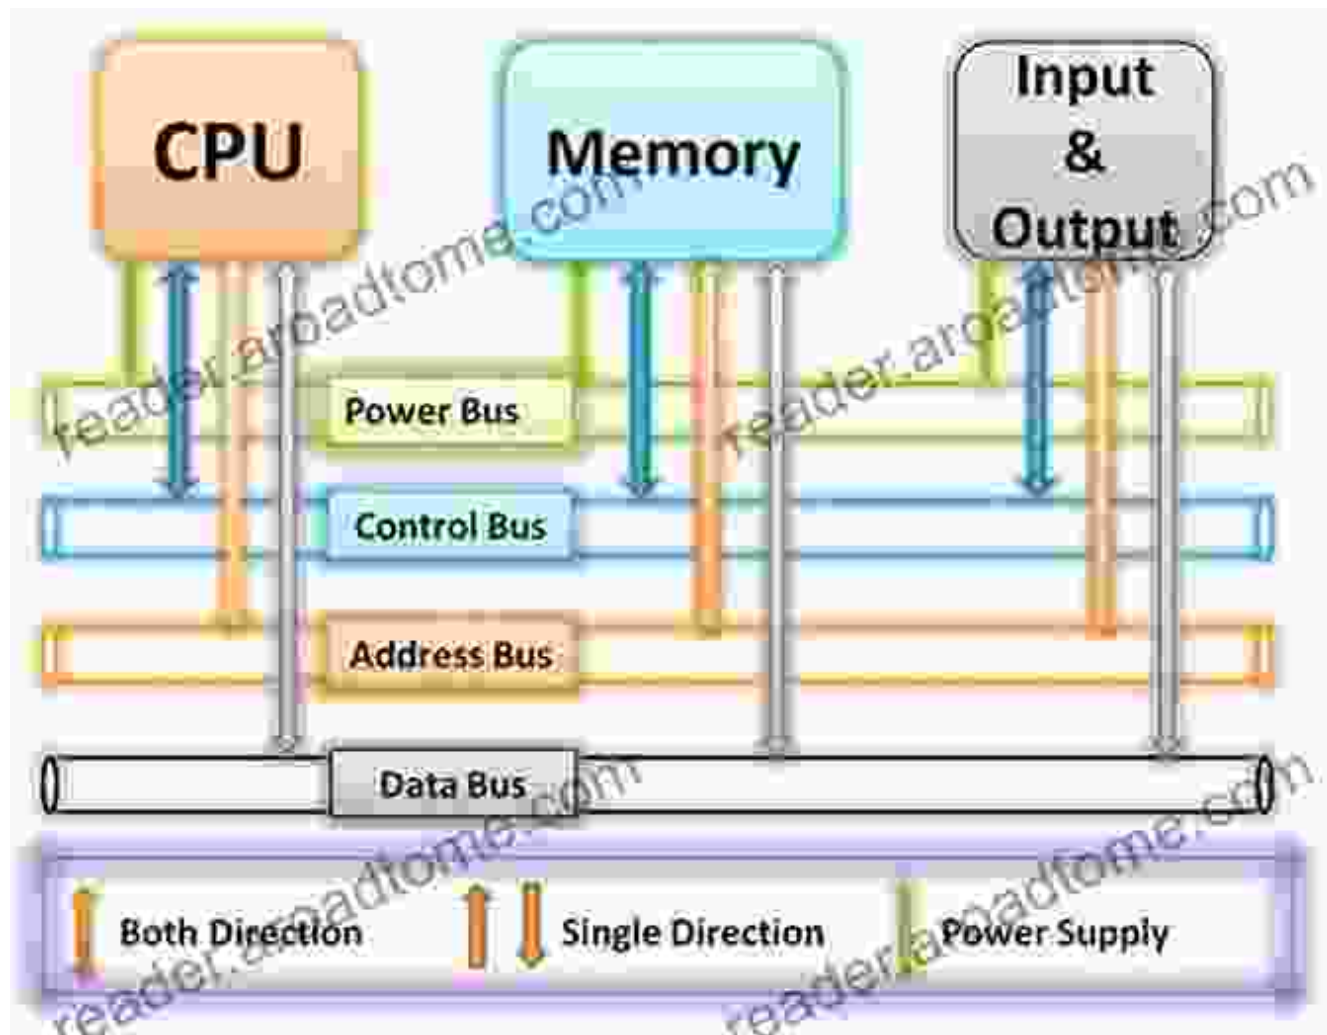 CPU
Memory
Input
&
Output
Power Bus
Control Bus
Address Bus
Data Bus
Both Direction
Single Direction
Power Supply
reader.aroadtome.com
reader.aroadtome.com
reader.aroadtome.com
reader.aroadtome.com